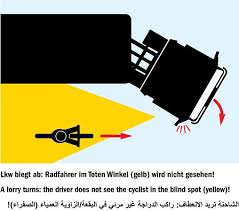 Lkw biegt ab: Radfahrer im Toten Winkel (gelb) wird nicht gesehen!
A lorry turns: the driver does not see the cyclist in the blind spot (yellow)!
الشاحنة تريد الانعطاف: راكب الدراجة غير مرئي في البقعة/الزاوية العمياء (الصفراء)!